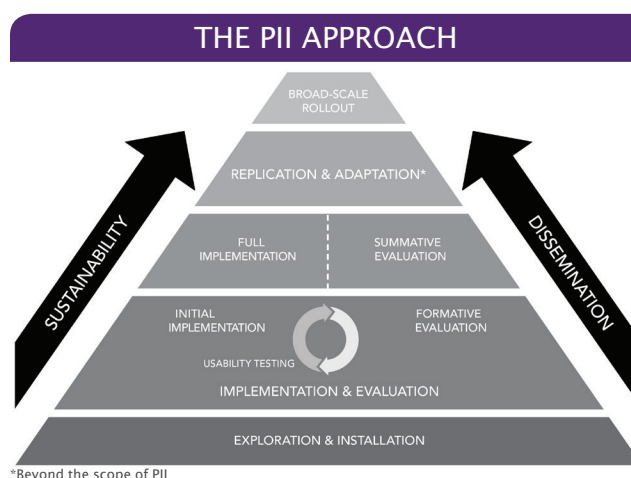 THE PII APPROACH
BROAD-SCALE
ROLLOUT
REPLICATION & ADAPTATION*
SUSTAINABILITY
DISSEMINATION
FULL
IMPLEMENTATION
SUMMATIVE
EVALUATION
INITIAL
IMPLEMENTATION
FORMATIVE
EVALUATION
USABILITY TESTING
IMPLEMENTATION & EVALUATION
EXPLORATION & INSTALLATION
*Beyond the scope of PII